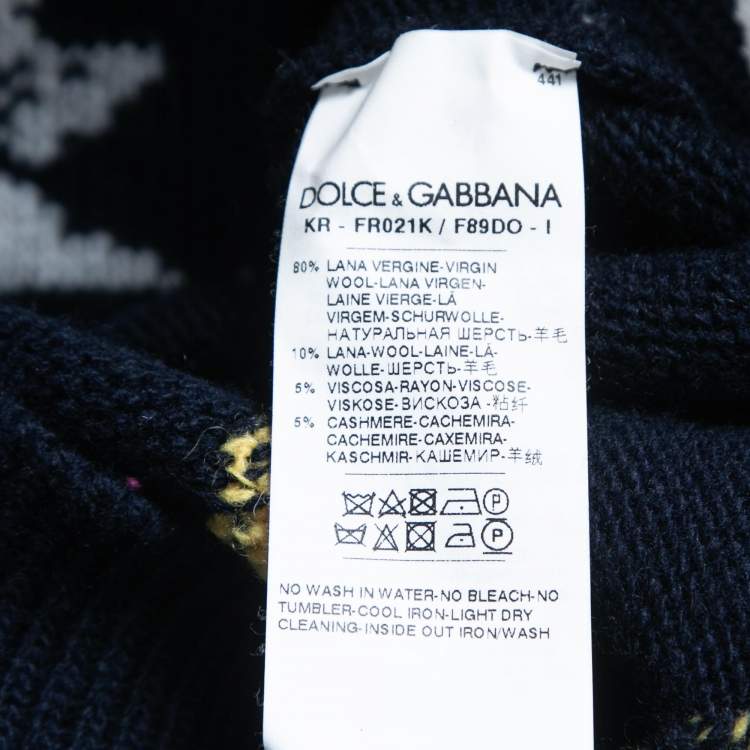 441
DOLCE & GABBANA
KR - FR021K / F89DO - I
80% LANA VERGINE-VIRGIN
WOOL-LANA VIRGEN-
LAINE VIERGE-LÃ
VIRGEM-SCHURWOLLE-
НАТУРАЛЬНАЯ ШЕРСТЬ-羊毛
10% LANA-WOOL-LAINE-LÃ-
WOLLE-ШЕРСТЬ-羊毛
5% VISCOSA-RAYON-VISCOSE-
VISKOSE-ВИСКОЗА-粘纤
5% CASHMERE-CACHEMIRA-
CACHEMIRE-CAXEMIRA-
KASCHMIR-КАШЕМИР-羊绒
P
P
NO WASH IN WATER-NO BLEACH-NO
TUMBLER-COOL IRON-LIGHT DRY
CLEANING-INSIDE OUT IRON/WASH